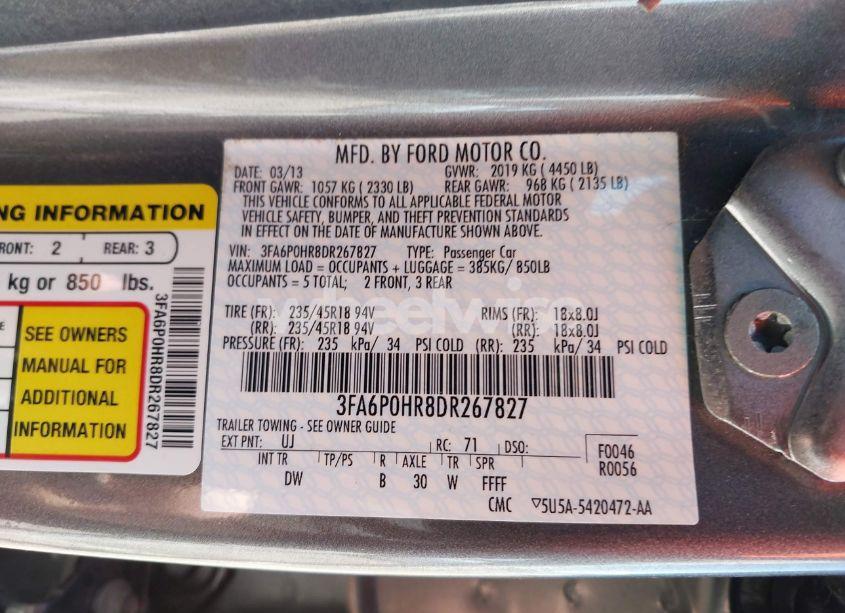 NG INFORMATION
FRONT: 2 REAR: 3
kg or 850 lbs.
SEE OWNERS
MANUAL FOR
ADDITIONAL
INFORMATION
3FA6P0HR8DR267827
MFD. BY FORD MOTOR CO.
DATE: 03/13 GVWR: 2019 KG ( 4450 LB)
FRONT GAWR: 1057 KG ( 2330 LB) REAR GAWR: 968 KG ( 2135 LB)
THIS VEHICLE CONFORMS TO ALL APPLICABLE FEDERAL MOTOR
VEHICLE SAFETY, BUMPER, AND THEFT PREVENTION STANDARDS
IN EFFECT ON THE DATE OF MANUFACTURE SHOWN ABOVE.
VIN: 3FA6P0HR8DR267827 TYPE: Passenger Car
MAXIMUM LOAD = OCCUPANTS + LUGGAGE = 385KG/ 850LB
OCCUPANTS = 5 TOTAL; 2 FRONT, 3 REAR
wheelwire
TIRE (FR): 235/45R18 94V RIMS (FR): 18x8.0J
(RR): 235/45R18 94V (RR): 18x8.0J
PRESSURE (FR): 235 kPa/ 34 PSI COLD (RR): 235 kPa/ 34 PSI COLD
3FA6P0HR8DR267827
TRAILER TOWING - SEE OWNER GUIDE
EXT PNT: UJ RC: 71 DSO: F0046
R0056
INT TR TP/PS R AXLE TR SPR
DW B 30 W FFFF
CMC ▽5U5A-5420472-AA